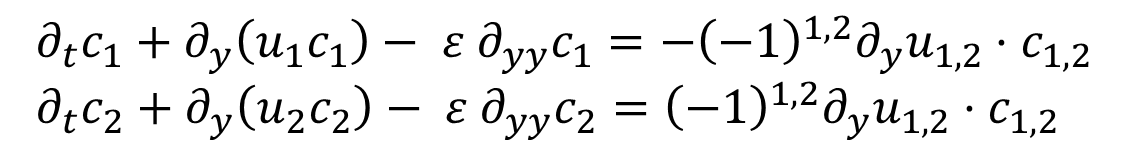 ∂ₜc₁ + ∂ᵧ(u₁c₁) − ε ∂ᵧᵧc₁ = −(−1)^{1,2}∂ᵧu_{1,2} · c_{1,2}
∂ₜc₂ + ∂ᵧ(u₂c₂) − ε ∂ᵧᵧc₂ = (−1)^{1,2}∂ᵧu_{1,2} · c_{1,2}